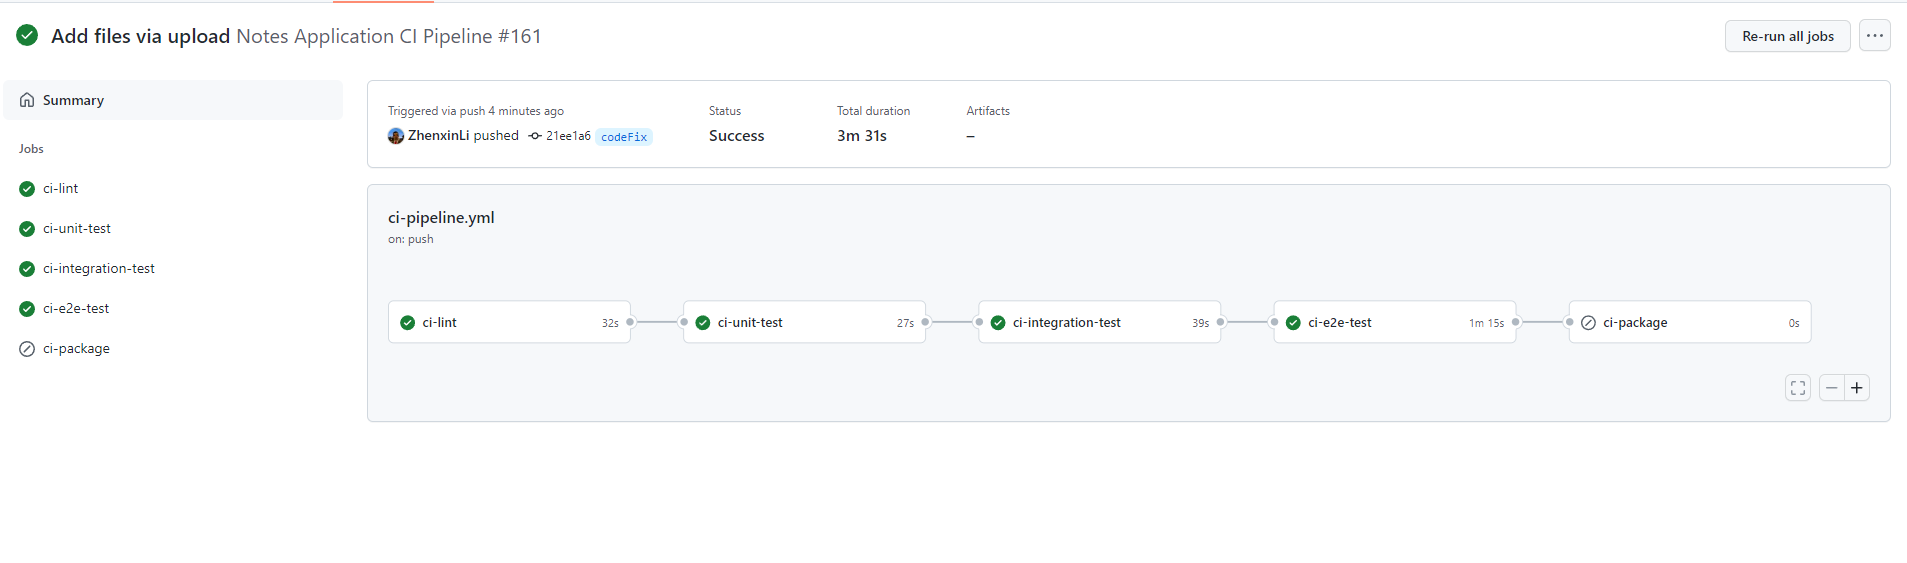 Add files via upload Notes Application CI Pipeline #161
Re-run all jobs
Summary
Jobs
ci-lint
ci-unit-test
ci-integration-test
ci-e2e-test
ci-package
Triggered via push 4 minutes ago
ZhenxinLi pushed 21ee1a6 codeFix
Status
Success
Total duration
3m 31s
Artifacts
–
ci-pipeline.yml
on: push
ci-lint 32s
ci-unit-test 27s
ci-integration-test 39s
ci-e2e-test 1m 15s
ci-package 0s